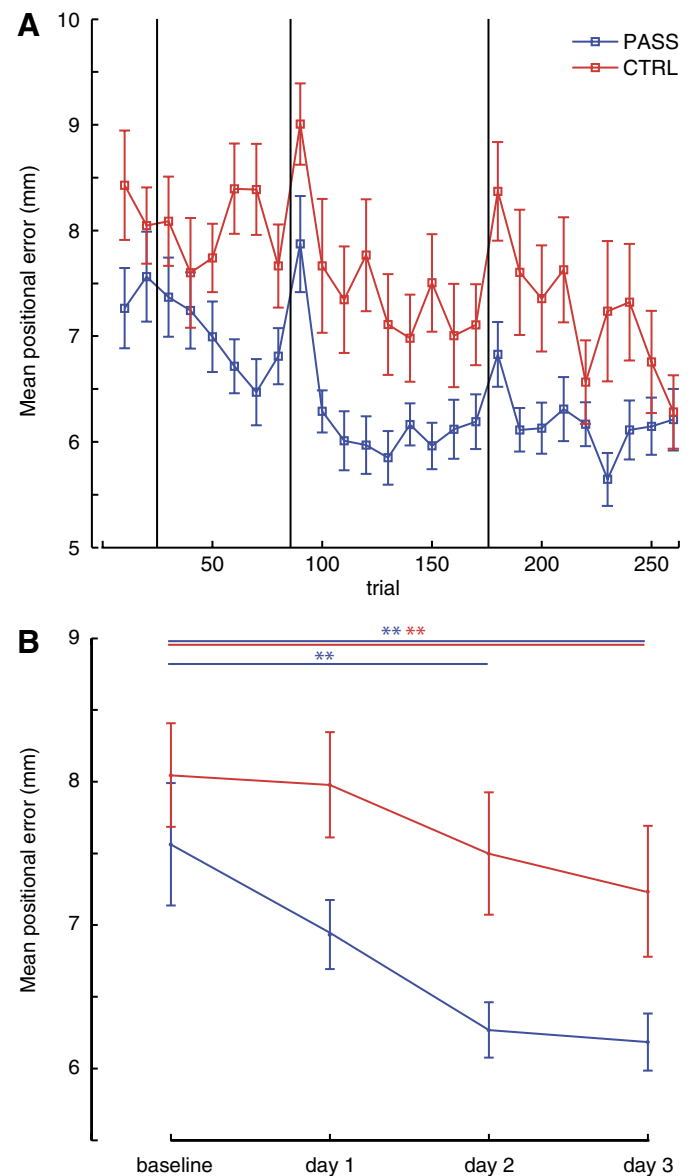 A
10
9
8
7
6
5
Mean positional error (mm)
PASS
CTRL
50
100
150
200
250
trial
B
9
8
7
6
Mean positional error (mm)
** **
**
baseline
day 1
day 2
day 3